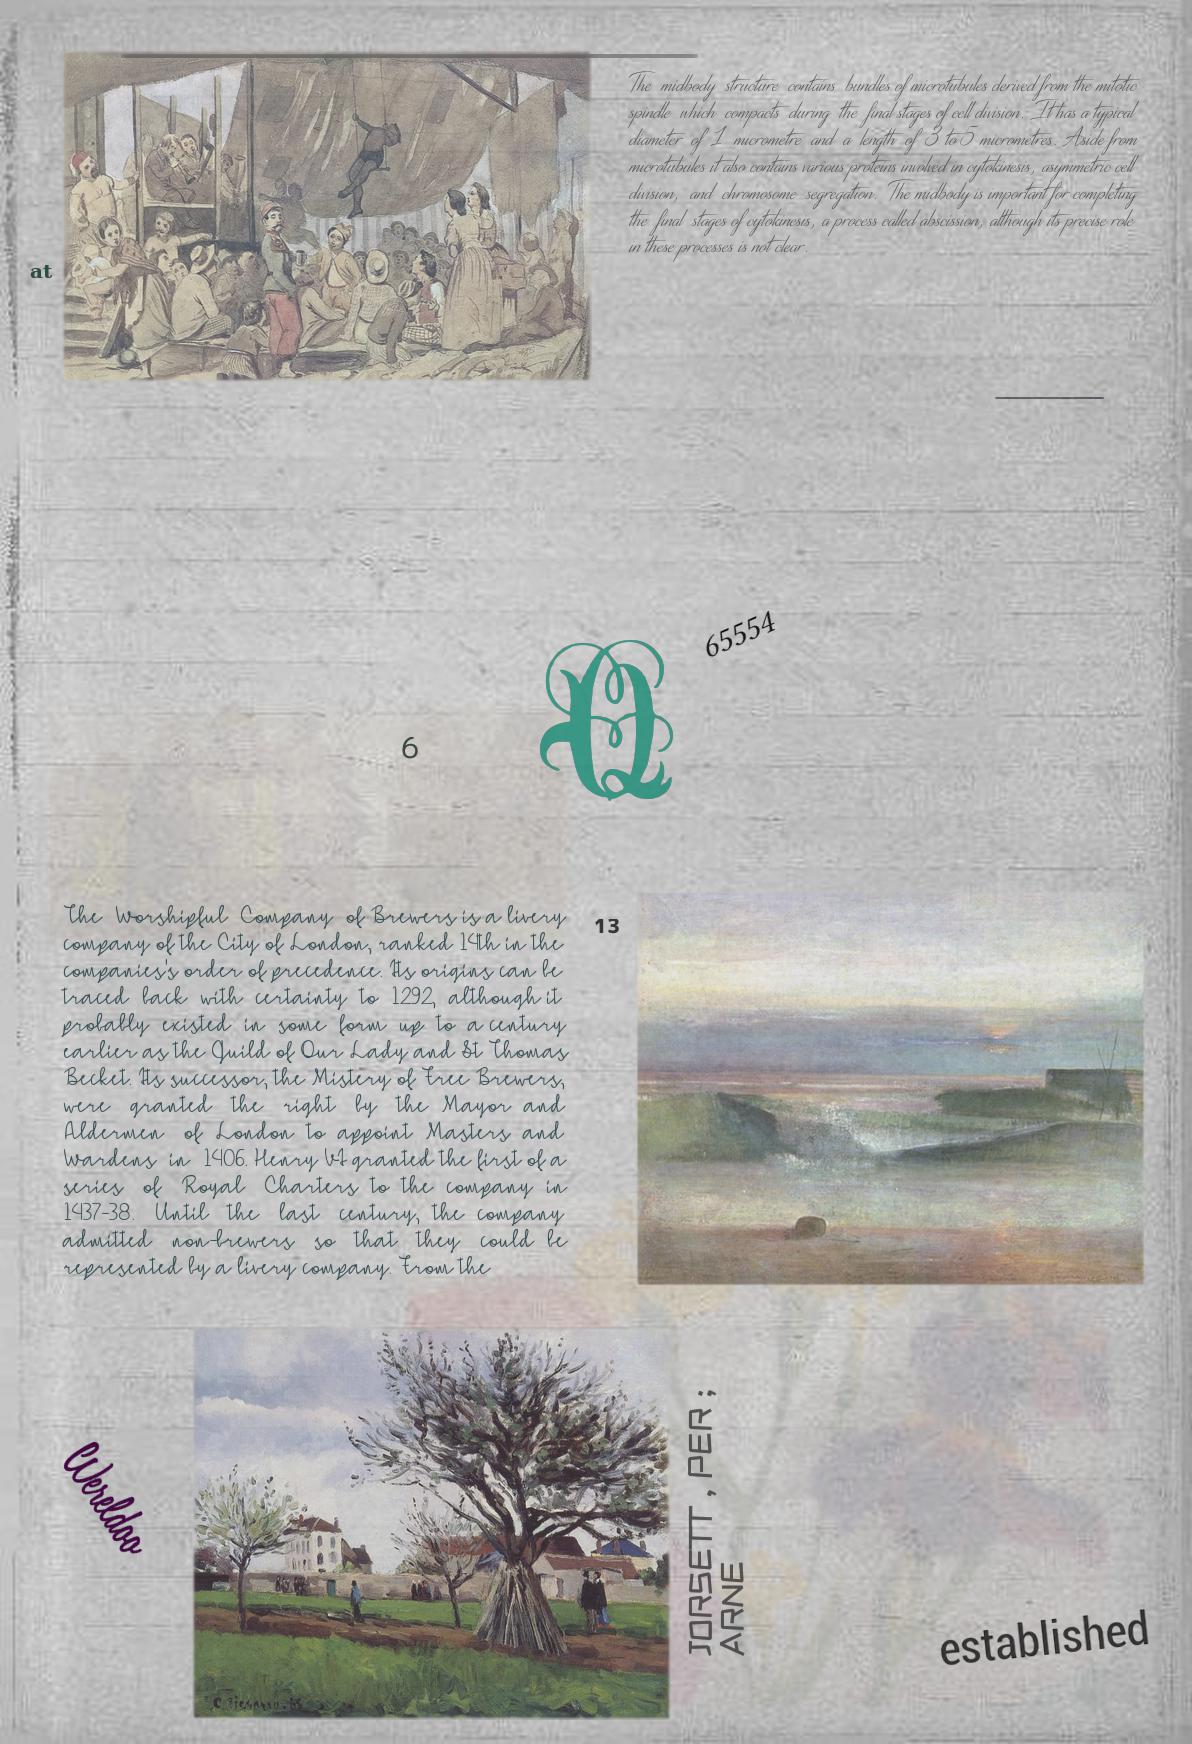 The midbody structure contains bundles of microtubules derived from the mitotic
spindle which compacts during the final stages of cell division. It has a typical
diameter of 1 micrometre and a length of 3 to 5 micrometres. Aside from
microtubules it also contains various proteins involved in cytokinesis, asymmetric cell
division, and chromosome segregation. The midbody is important for completing
the final stages of cytokinesis, a process called abscission, although its precise role
in these processes is not clear.
at
65554
Q
6
The Worshipful Company of Brewers is a livery
company of the City of London, ranked 14th in the
companies's order of precedence. Its origins can be
traced back with certainty to 1292, although it
probably existed in some form up to a century
earlier as the Guild of Our Lady and St Thomas
Becket. Its successor, the Mistery of Free Brewers,
were granted the right by the Mayor and
Aldermen of London to appoint Masters and
Wardens in 1406. Henry VI granted the first of a
series of Royal Charters to the company in
1437–38. Until the last century, the company
admitted non-brewers so that they could be
represented by a livery company. From the
13
Wereldoo
JORSETT , PER ;
ARNE
established
C. Pissarro. 68